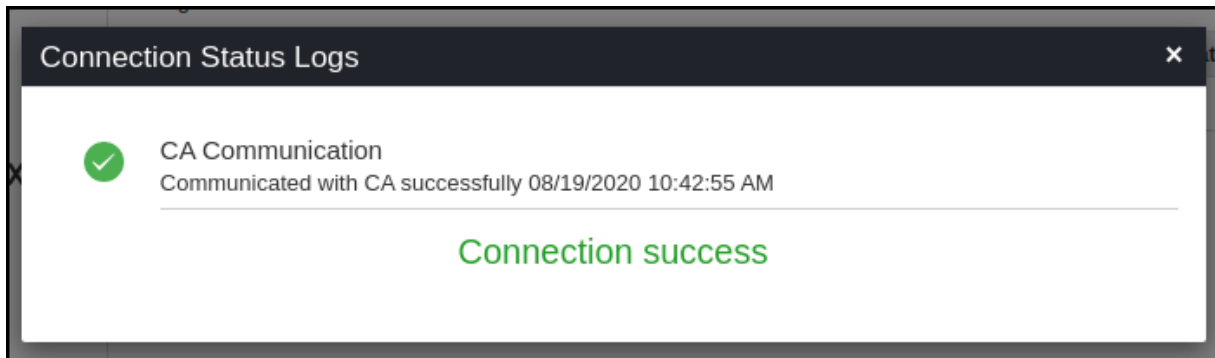 Connection Status Logs
CA Communication
Communicated with CA successfully 08/19/2020 10:42:55 AM
Connection success